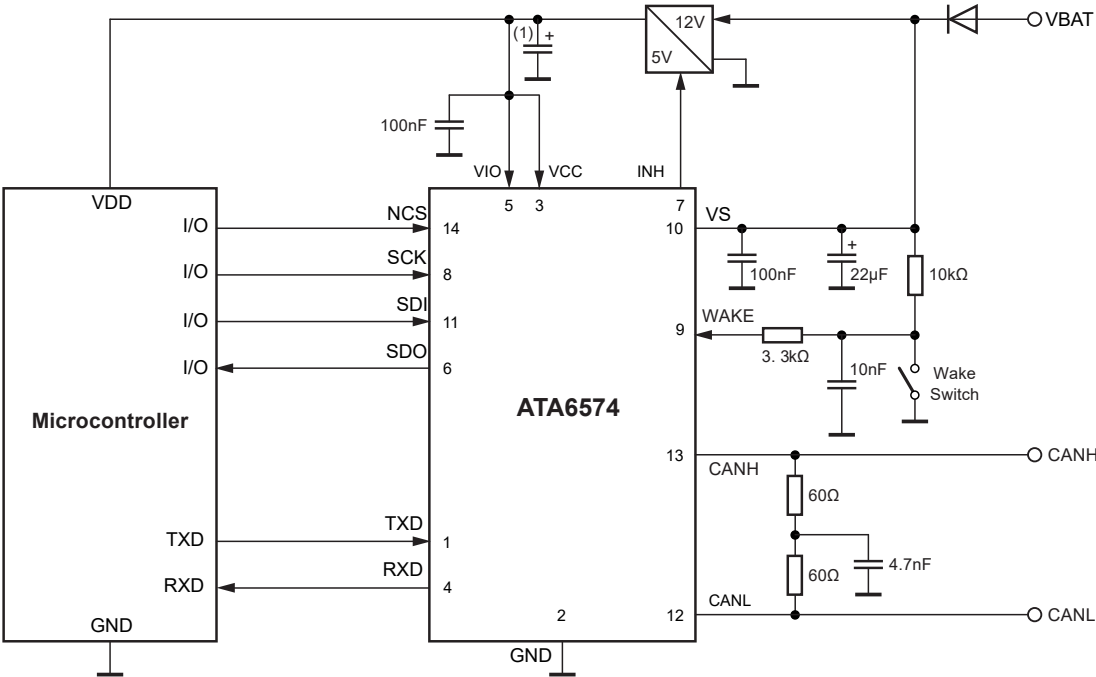 (1)
+
12V
VBAT
5V
100nF
VIO
VCC
INH
VDD
5
3
7
I/O
NCS
14
10
VS
+
I/O
SCK
8
100nF
22µF
10kΩ
I/O
SDI
11
9
WAKE
I/O
SDO
6
3. 3kΩ
10nF
Wake
Switch
Microcontroller
ATA6574
13
CANH
CANH
60Ω
TXD
TXD
1
RXD
RXD
4
60Ω
4.7nF
12
CANL
CANL
GND
2
GND